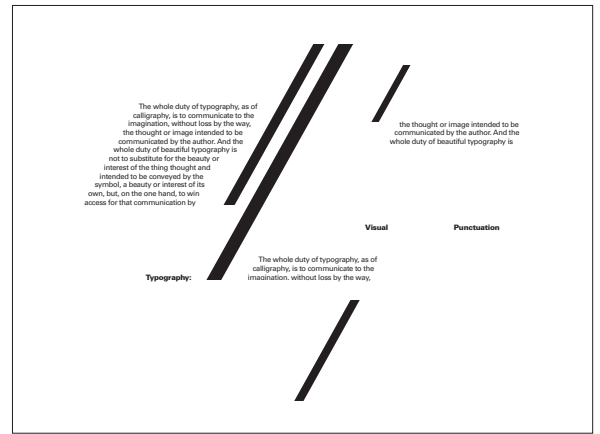 The whole duty of typography, as of
calligraphy, is to communicate to the
imagination, without loss by the way,
the thought or image intended to be
communicated by the author. And the
whole duty of beautiful typography is
not to substitute for the beauty or
interest of the thing thought and
intended to be conveyed by the
symbol, a beauty or interest of its
own, but, on the one hand, to win
access for that communication by
the thought or image intended to be
communicated by the author. And the
whole duty of beautiful typography is
Visual Punctuation
Typography:
The whole duty of typography, as of
calligraphy, is to communicate to the
imagination, without loss by the way,